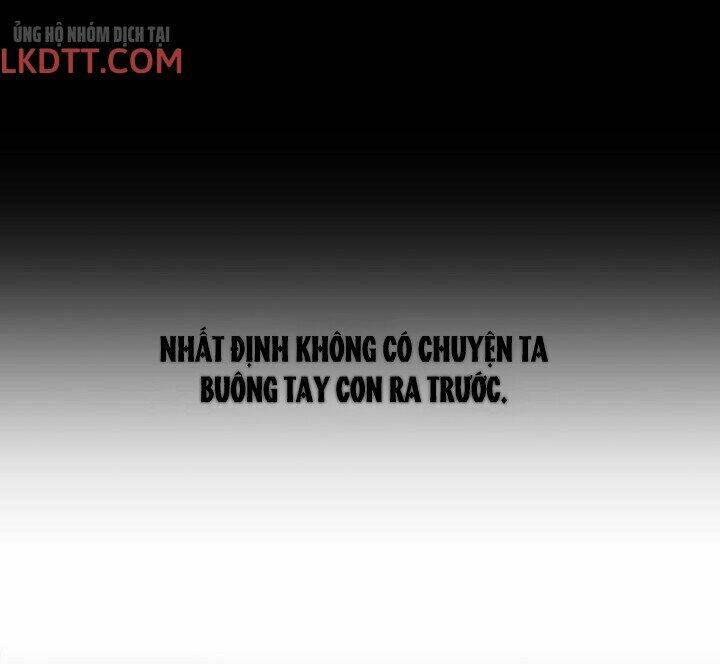 ỦNG HỘ NHÓM DỊCH TẠI
LKDTT.COM
NHẤT ĐỊNH KHÔNG CÓ CHUYỆN TA
BUÔNG TAY CON RA TRƯỚC.